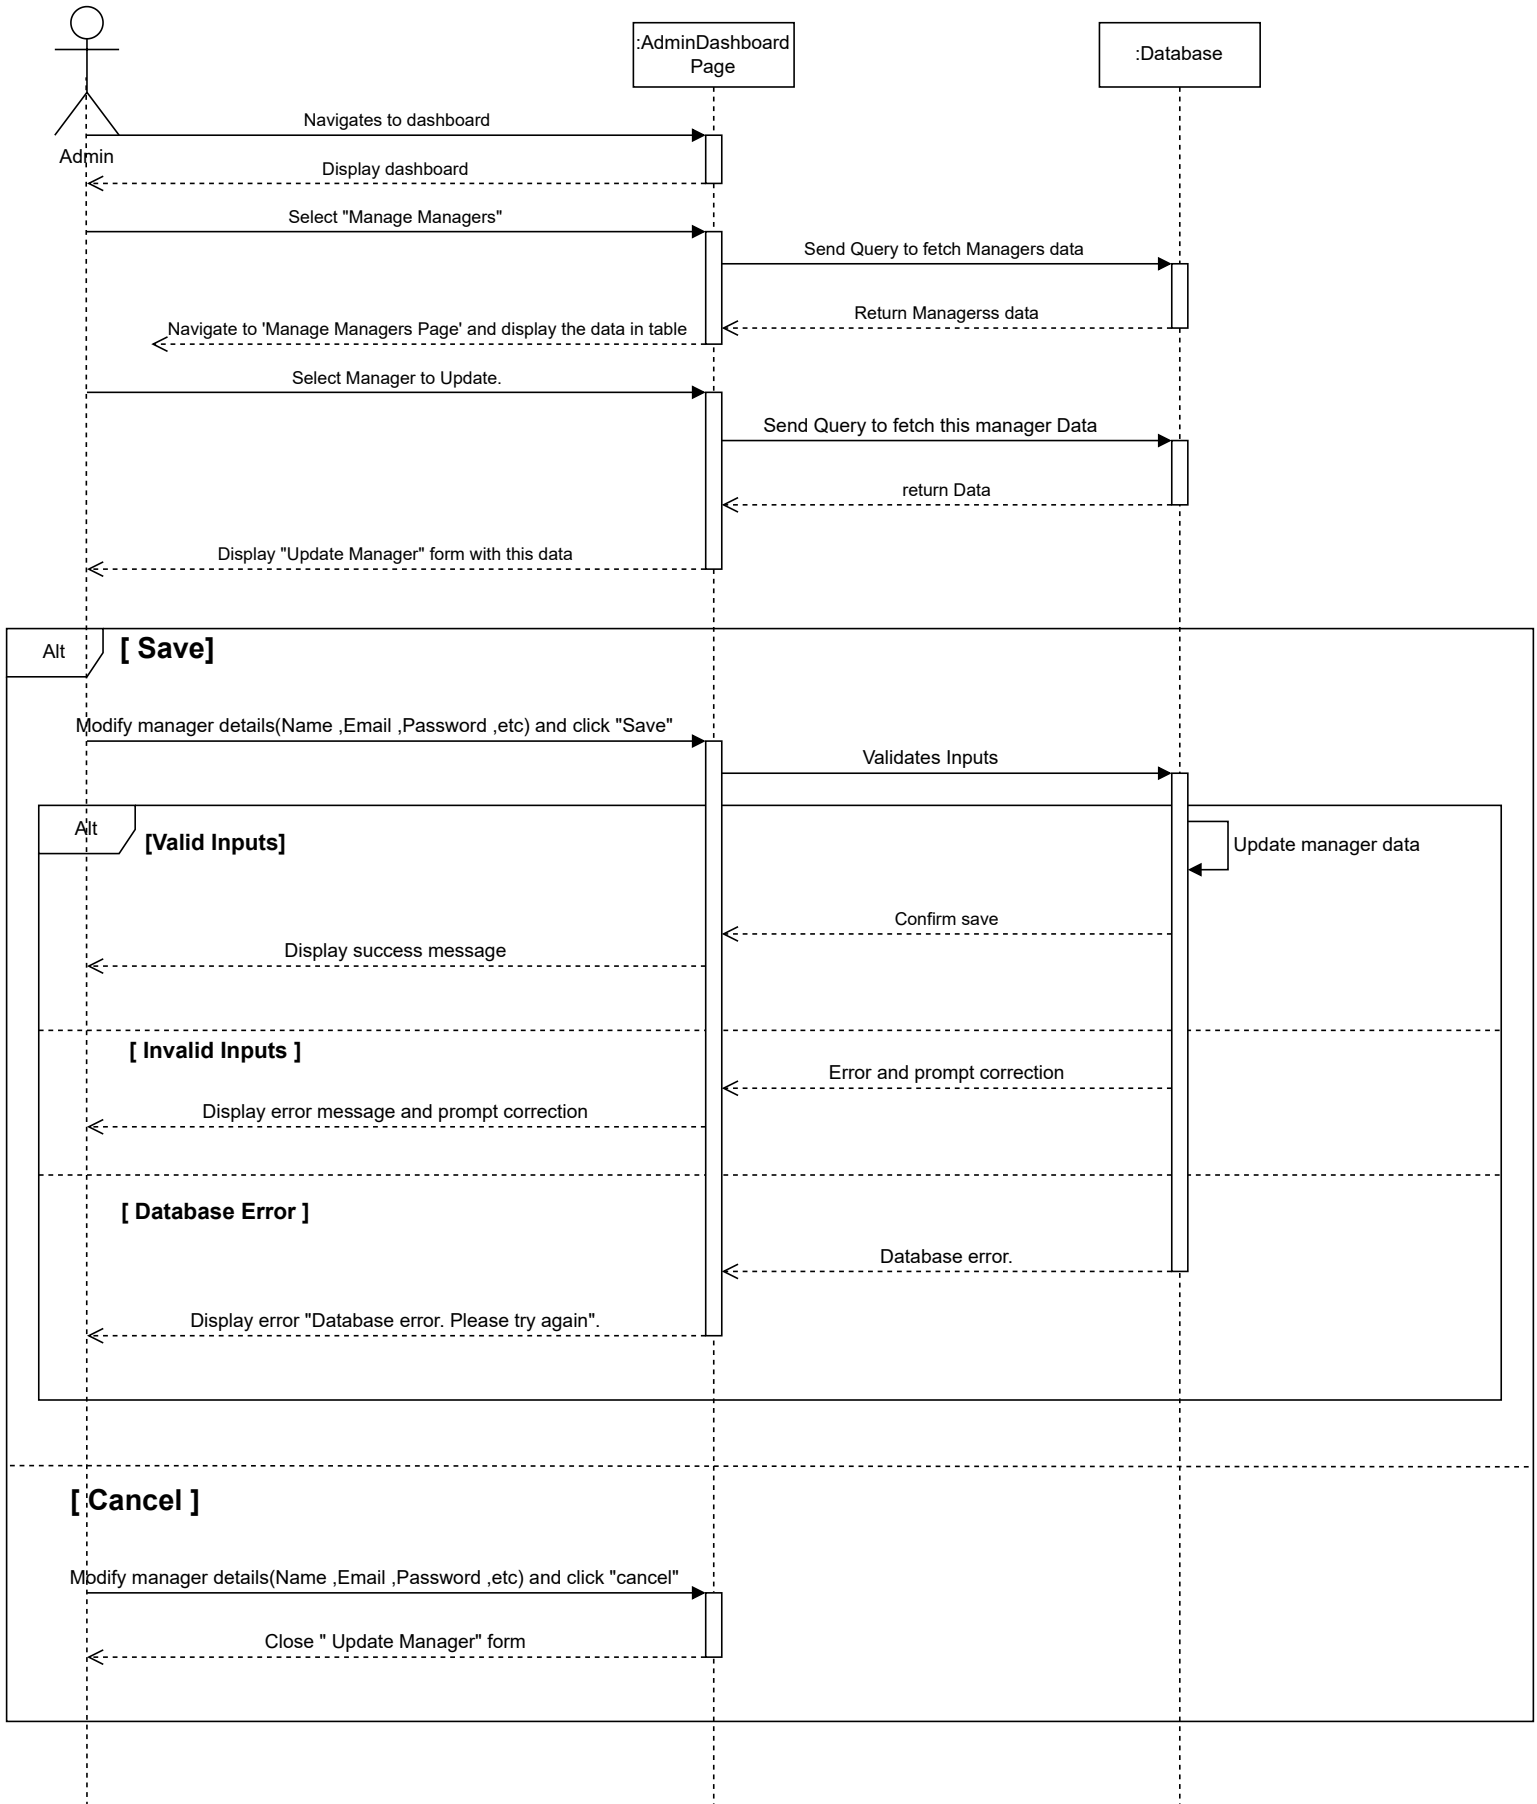 :AdminDashboard
Page
:Database
Navigates to dashboard
Admin
Display dashboard
Select "Manage Managers"
Send Query to fetch Managers data
Return Managerss data
Navigate to 'Manage Managers Page' and display the data in table
Select Manager to Update.
Send Query to fetch this manager Data
return Data
Display "Update Manager" form with this data
Alt
[ Save]
Modify manager details(Name ,Email ,Password ,etc) and click "Save"
Validates Inputs
Alt
[Valid Inputs]
Update manager data
Confirm save
Display success message
[ Invalid Inputs ]
Error and prompt correction
Display error message and prompt correction
[ Database Error ]
Database error.
Display error "Database error. Please try again".
[ Cancel ]
Modify manager details(Name ,Email ,Password ,etc) and click "cancel"
Close " Update Manager" form